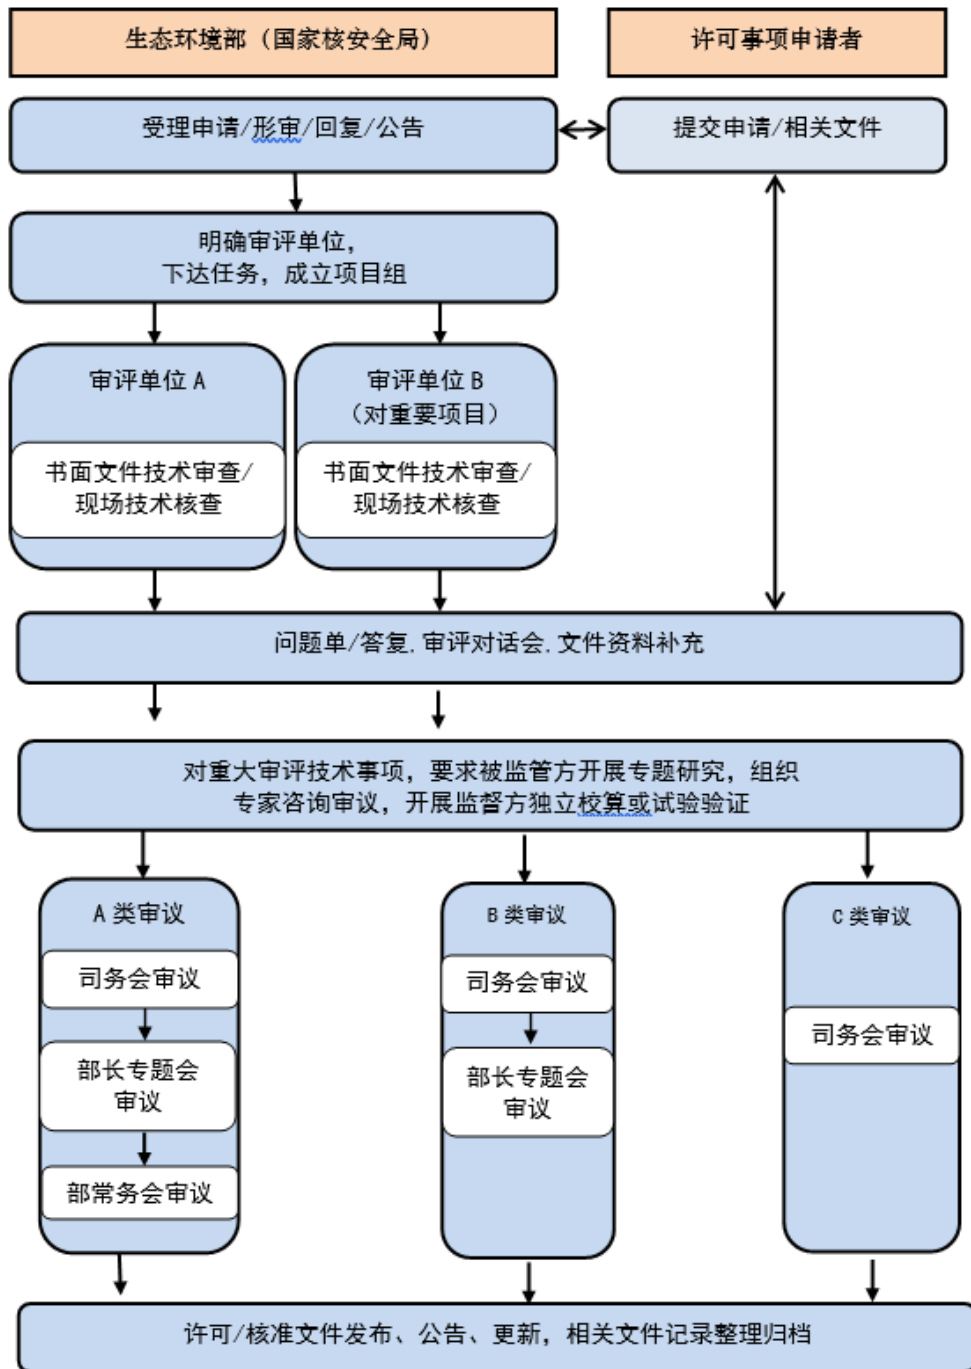 生态环境部（国家核安全局）
许可事项申请者
受理申请/形审/回复/公告
提交申请/相关文件
明确审评单位，
下达任务，成立项目组
审评单位 A
书面文件技术审查/
现场技术核查
审评单位 B
（对重要项目）
书面文件技术审查/
现场技术核查
问题单/答复,审评对话会,文件资料补充
对重大审评技术事项，要求被监管方开展专题研究，组织
专家咨询审议，开展监督方独立校算或试验验证
A 类审议
司务会审议
部长专题会
审议
部常务会审议
B 类审议
司务会审议
部长专题会
审议
C 类审议
司务会审议
许可/核准文件发布、公告、更新，相关文件记录整理归档